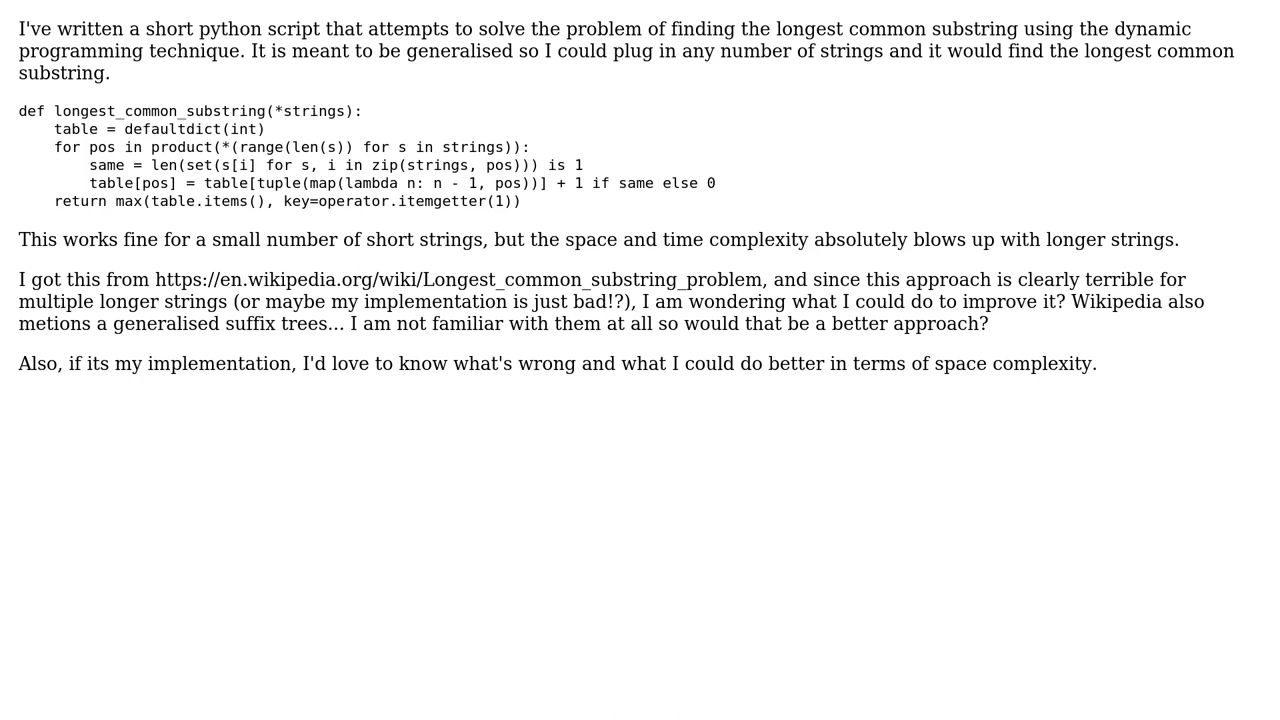 I've written a short python script that attempts to solve the problem of finding the longest common substring using the dynamic
programming technique. It is meant to be generalised so I could plug in any number of strings and it would find the longest common
substring.
def longest_common_substring(*strings):
    table = defaultdict(int)
    for pos in product(*(range(len(s)) for s in strings)):
        same = len(set(s[i] for s, i in zip(strings, pos))) is 1
        table[pos] = table[tuple(map(lambda n: n - 1, pos))] + 1 if same else 0
    return max(table.items(), key=operator.itemgetter(1))
This works fine for a small number of short strings, but the space and time complexity absolutely blows up with longer strings.
I got this from https://en.wikipedia.org/wiki/Longest_common_substring_problem, and since this approach is clearly terrible for
multiple longer strings (or maybe my implementation is just bad!?), I am wondering what I could do to improve it? Wikipedia also
metions a generalised suffix trees... I am not familiar with them at all so would that be a better approach?
Also, if its my implementation, I'd love to know what's wrong and what I could do better in terms of space complexity.